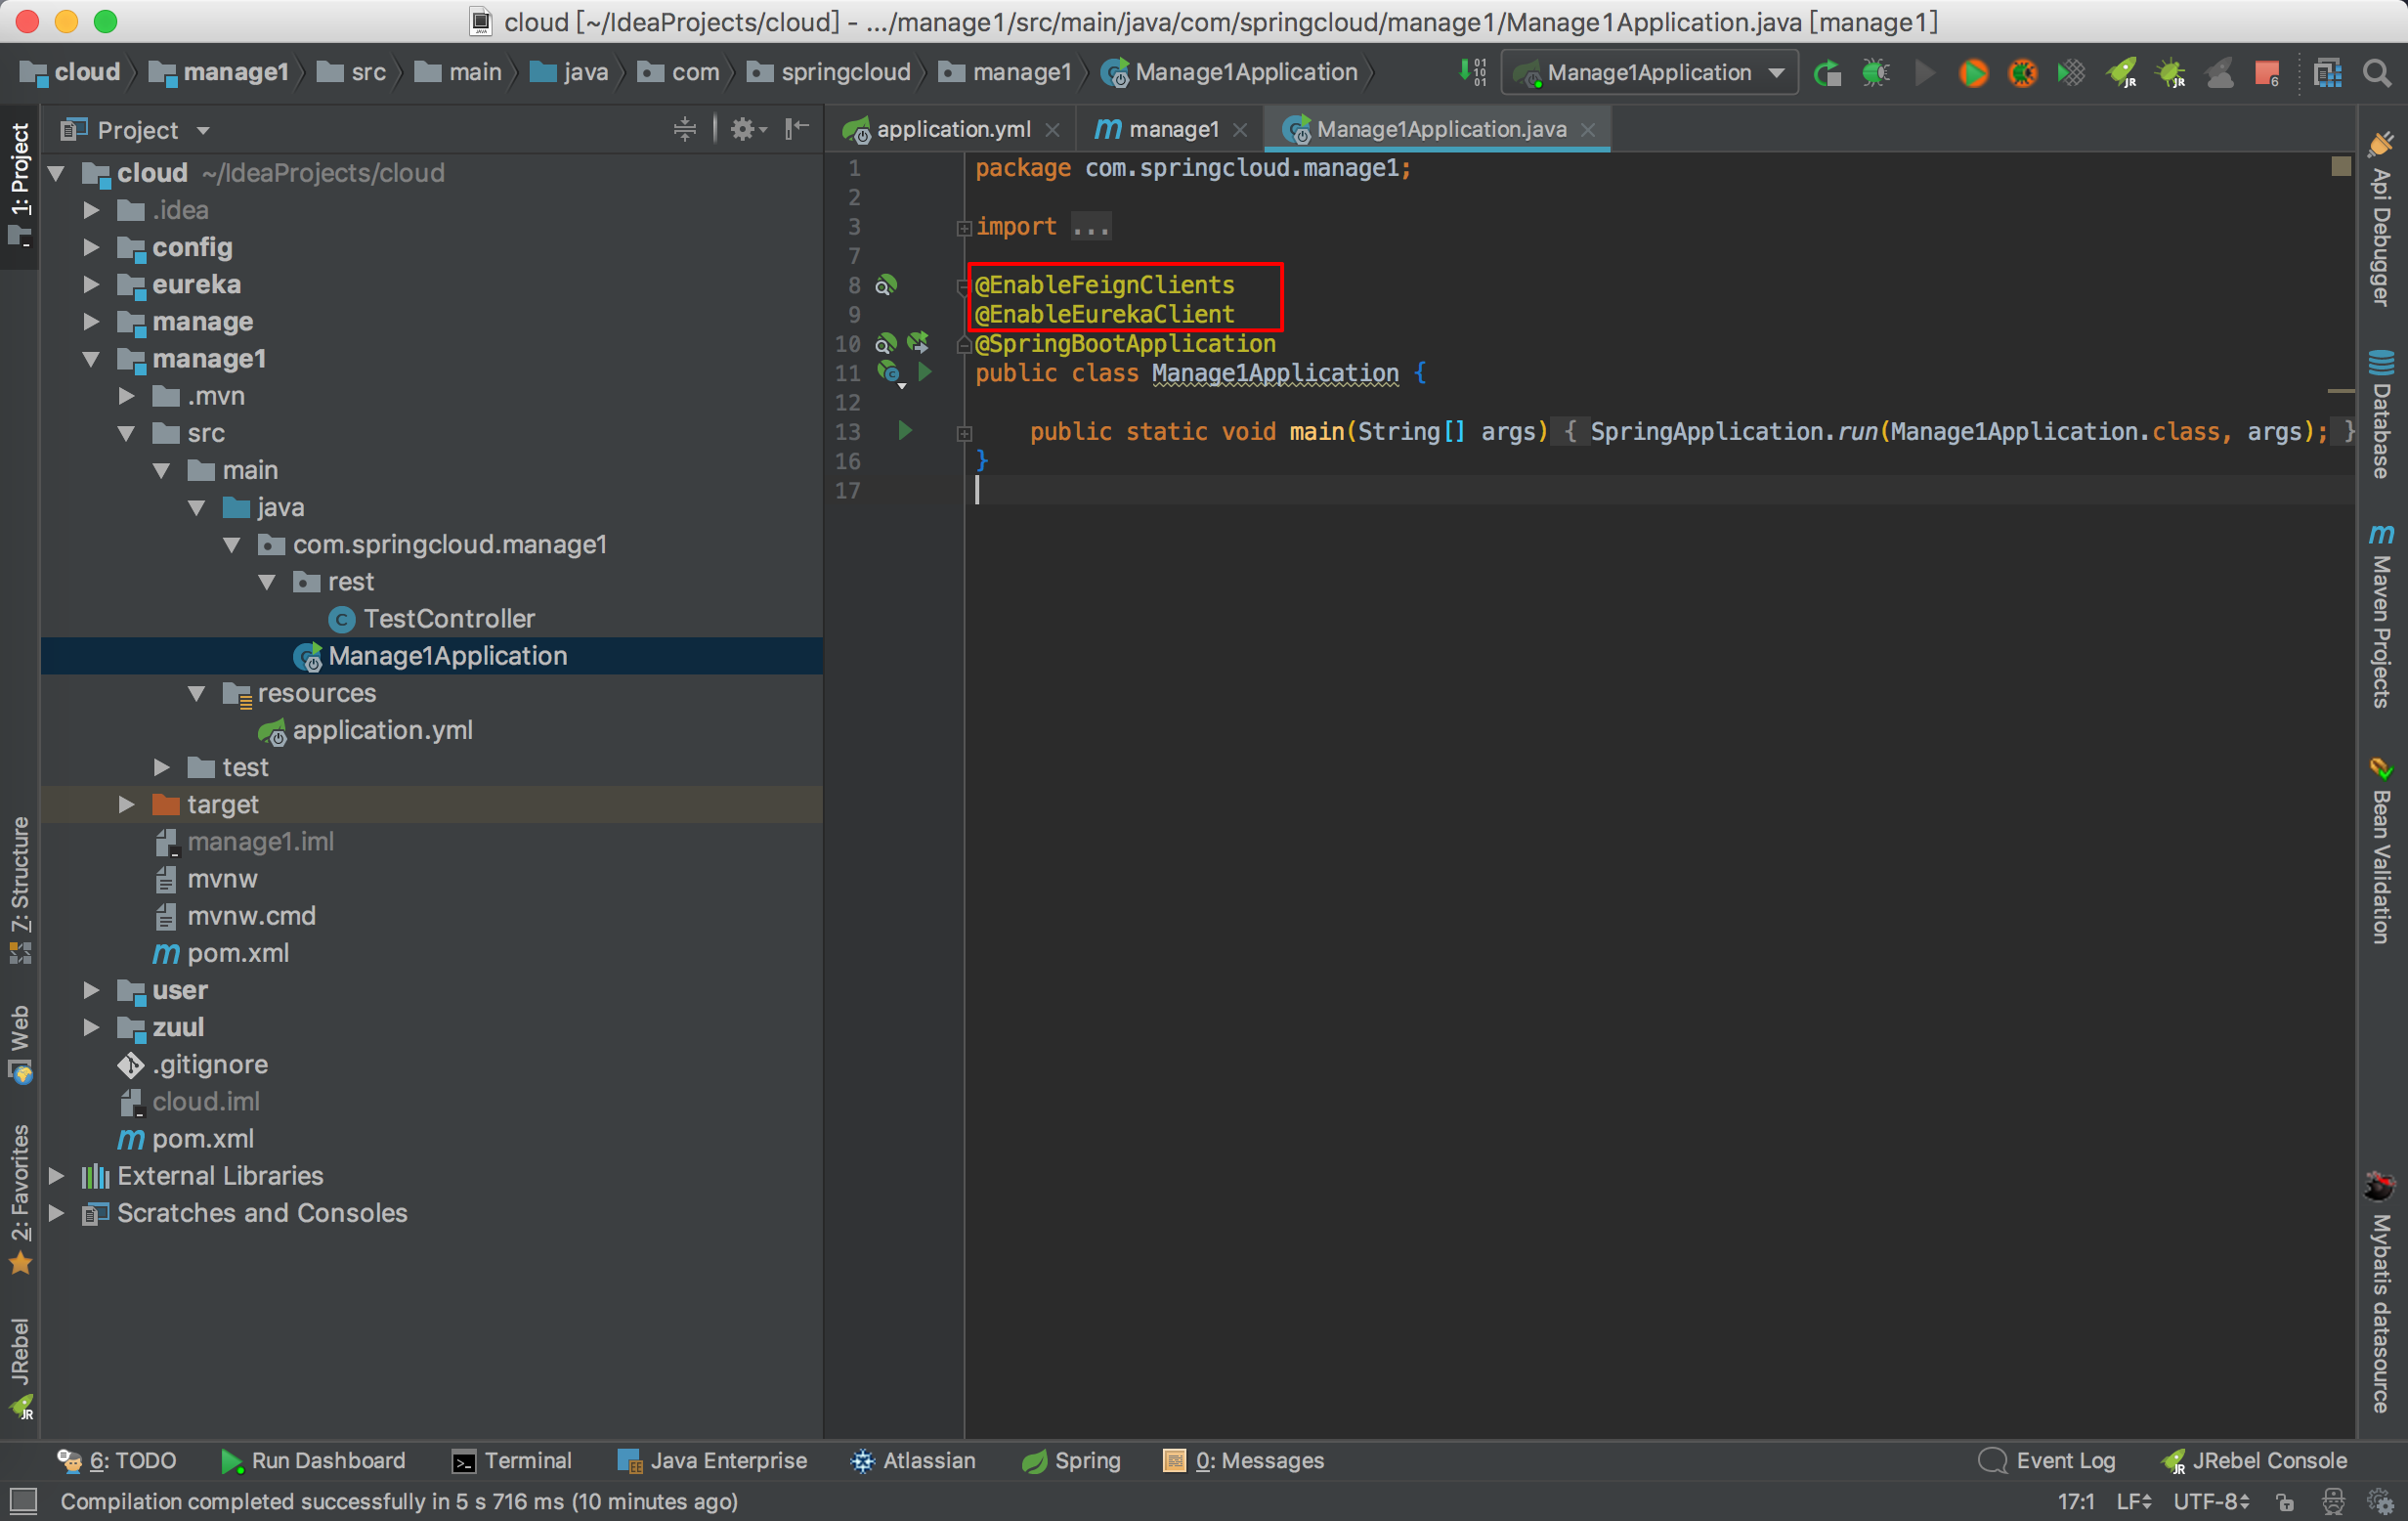 cloud [~/IdeaProjects/cloud] - .../manage1/src/main/java/com/springcloud/manage1/Manage1Application.java [manage1]
cloud manage1 src main java com springcloud manage1 Manage1Application
Manage1Application
6
1: Project
Project
application.yml
manage1
Manage1Application.java
cloud ~/IdeaProjects/cloud
.idea
config
eureka
manage
manage1
.mvn
src
main
java
com.springcloud.manage1
rest
TestController
Manage1Application
resources
application.yml
test
target
manage1.iml
mvnw
mvnw.cmd
pom.xml
user
zuul
.gitignore
cloud.iml
pom.xml
External Libraries
Scratches and Consoles
1 package com.springcloud.manage1;
2
3 import ...
7
8 @EnableFeignClients
9 @EnableEurekaClient
10 @SpringBootApplication
11 public class Manage1Application {
12
13 public static void main(String[] args) { SpringApplication.run(Manage1Application.class, args); }
16 }
17
Z: Structure
Web
2: Favorites
JRebel
Api Debugger
Database
Maven Projects
Bean Validation
Mybatis datasource
6: TODO Run Dashboard Terminal Java Enterprise Atlassian Spring 0: Messages Event Log JRebel Console
Compilation completed successfully in 5 s 716 ms (10 minutes ago) 17:1 LF UTF-8